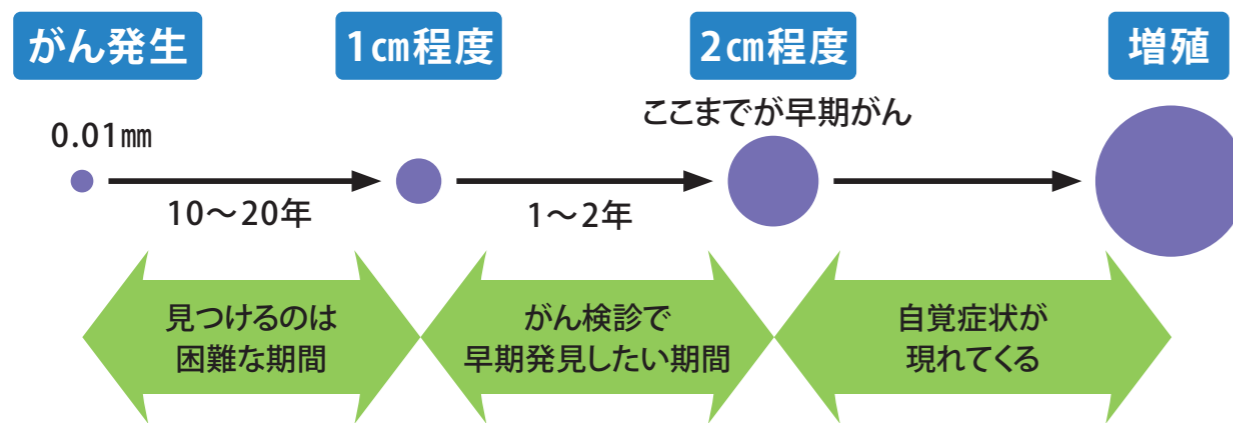 がん発生
1㎝程度
2㎝程度
増殖
ここまでが早期がん
0.01㎜
10～20年
1～2年
見つけるのは
困難な期間
がん検診で
早期発見したい期間
自覚症状が
現れてくる